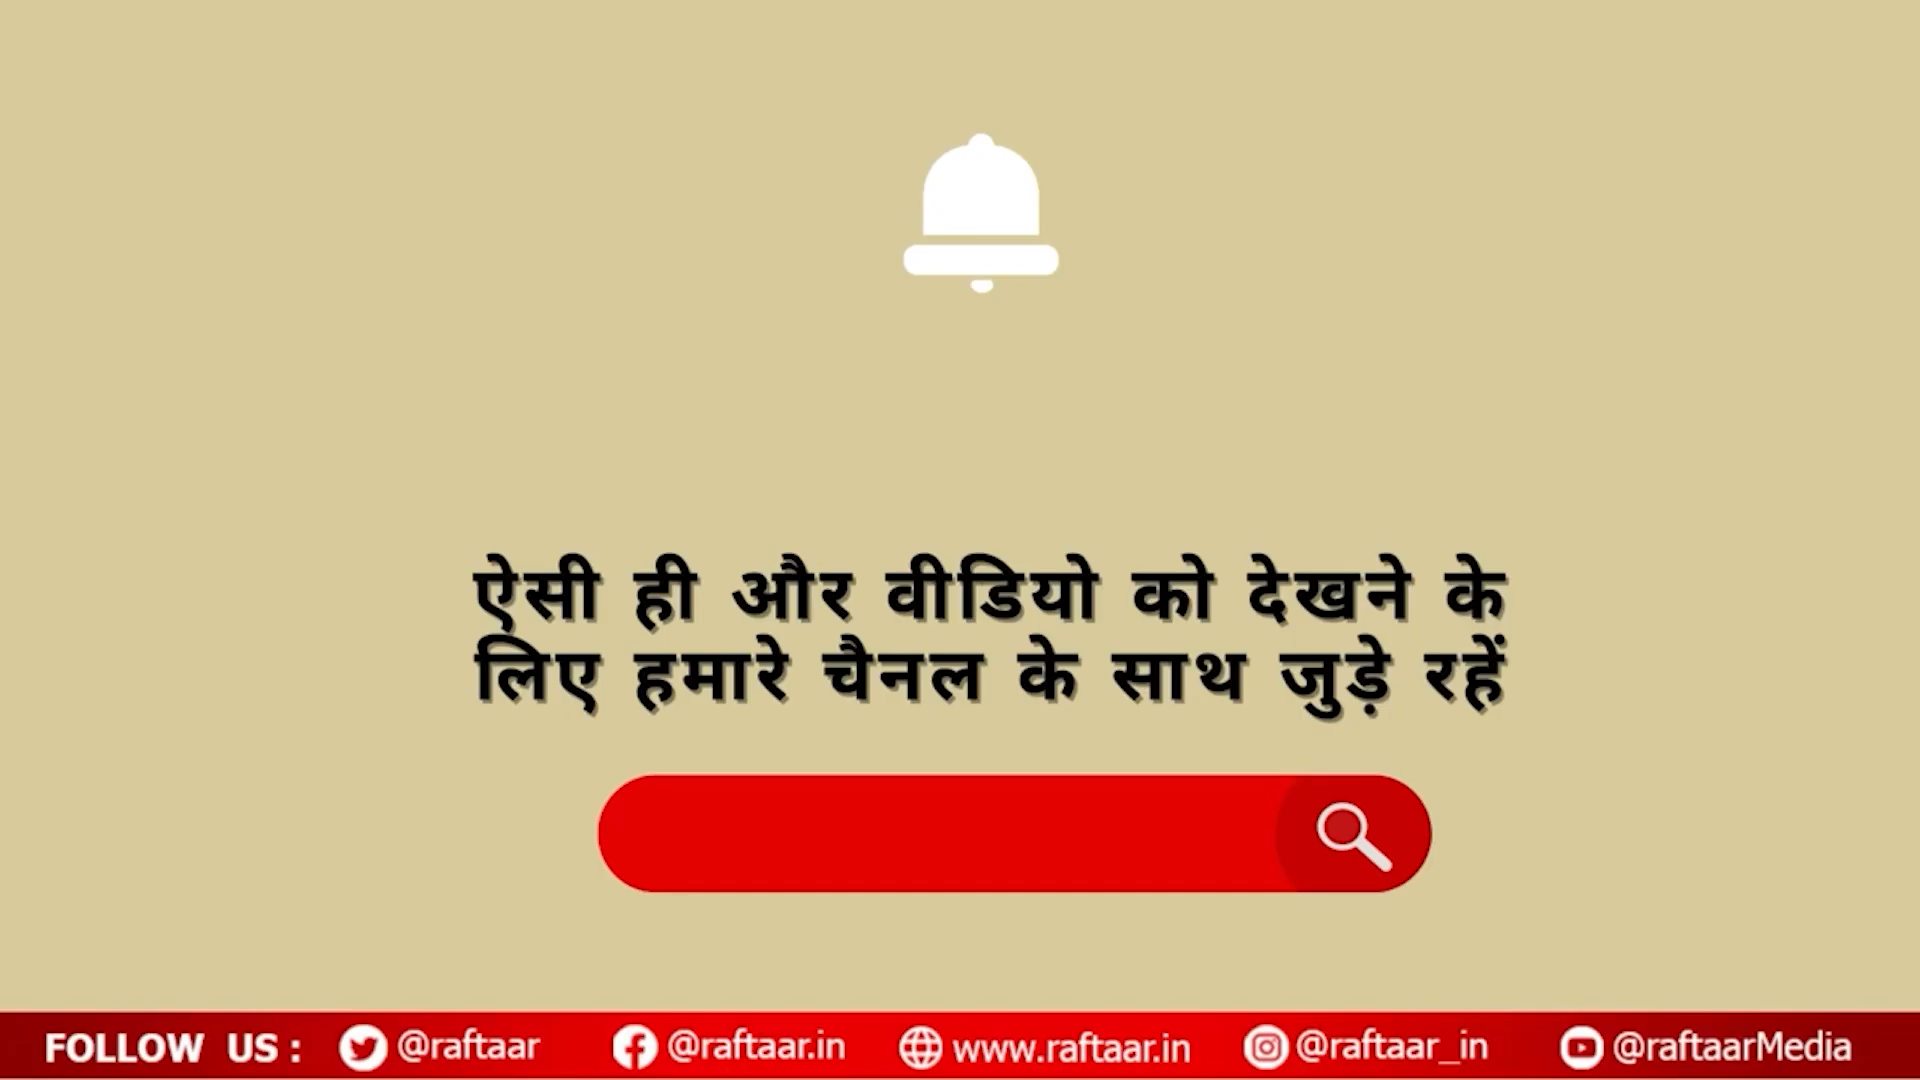 ऐसी ही और वीडियो को देखने के
लिए हमारे चैनल के साथ जुड़े रहें
FOLLOW US : @raftaar @raftaar.in www.raftaar.in @raftaar_in @raftaarMedia